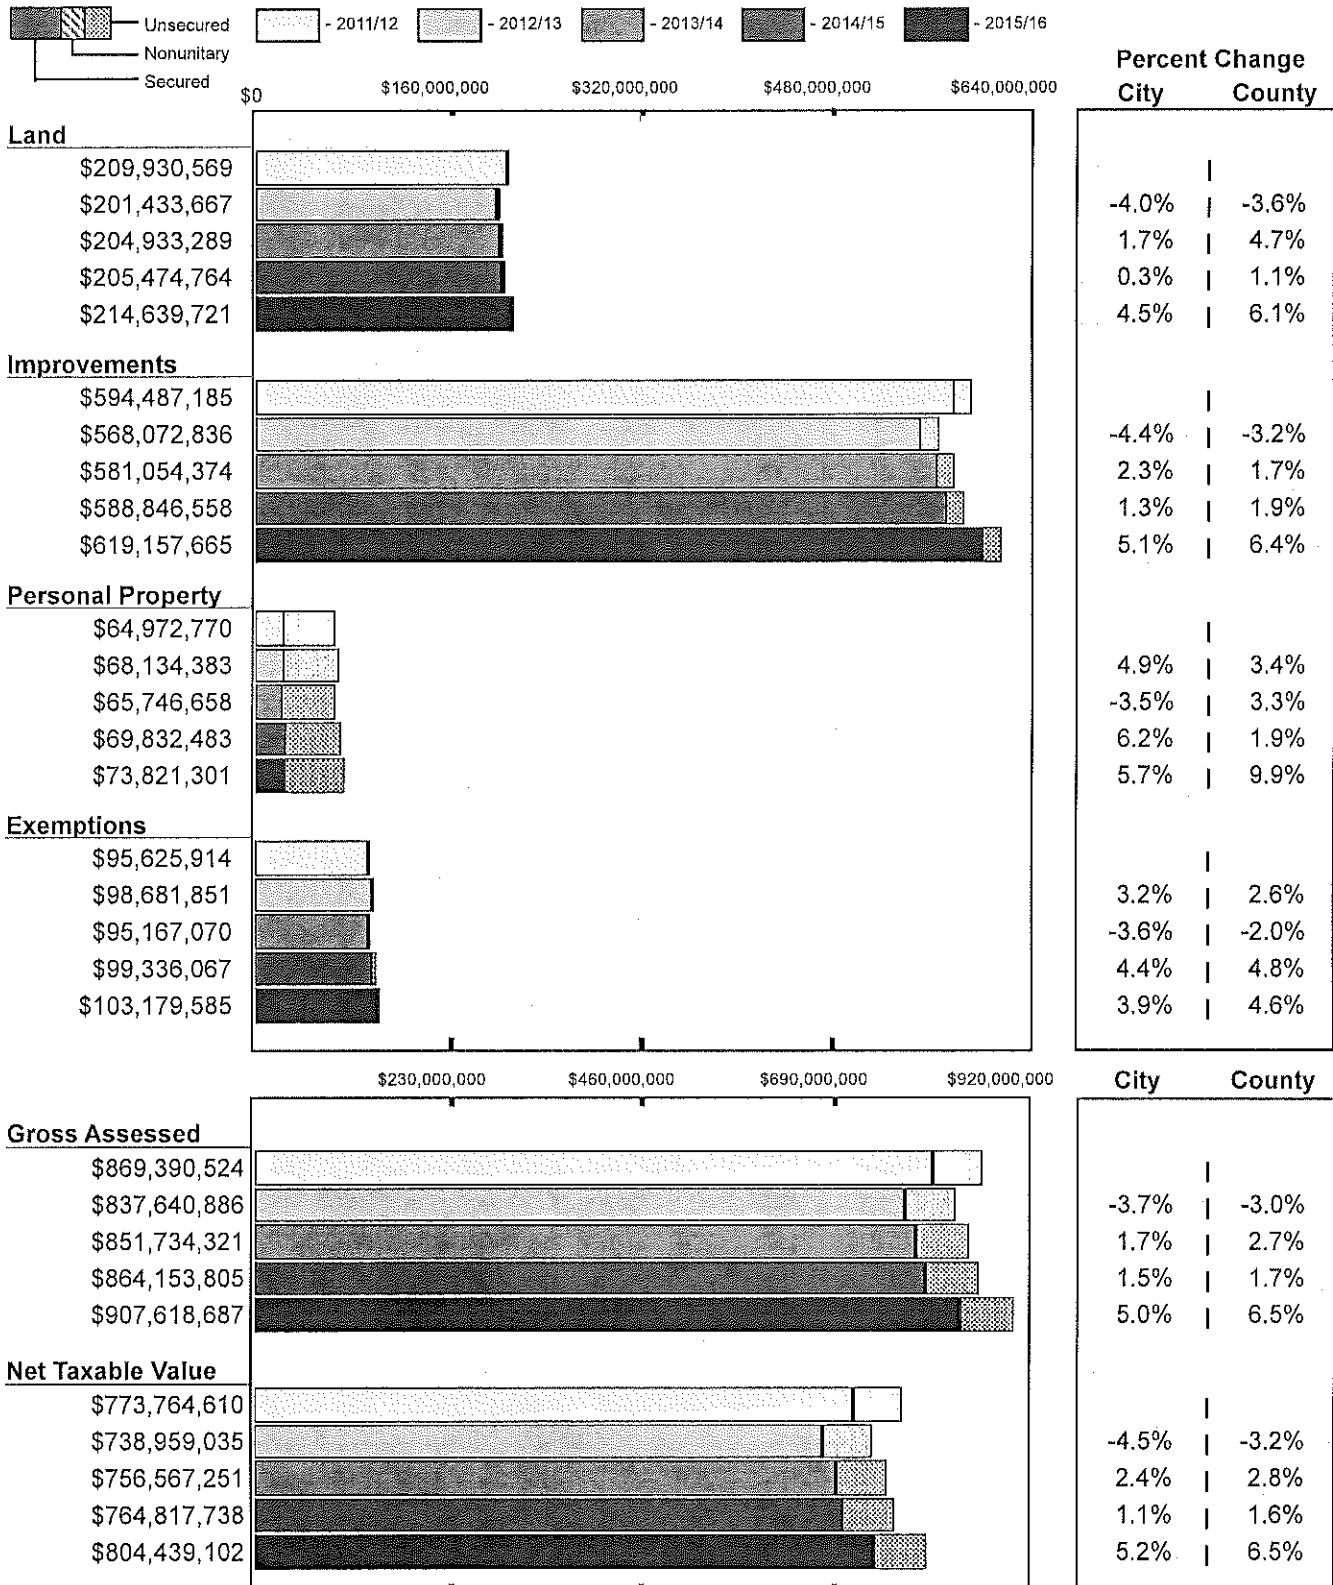 Unsecured - 2011/12 - 2012/13 - 2013/14 - 2014/15 - 2015/16
Nonunitary
Secured
Percent Change
$0 $160,000,000 $320,000,000 $480,000,000 $640,000,000 City County
Land
$209,930,569
$201,433,667 -4.0% | -3.6%
$204,933,289 1.7% | 4.7%
$205,474,764 0.3% | 1.1%
$214,639,721 4.5% | 6.1%
Improvements
$594,487,185
$568,072,836 -4.4% | -3.2%
$581,054,374 2.3% | 1.7%
$588,846,558 1.3% | 1.9%
$619,157,665 5.1% | 6.4%
Personal Property
$64,972,770
$68,134,383 4.9% | 3.4%
$65,746,658 -3.5% | 3.3%
$69,832,483 6.2% | 1.9%
$73,821,301 5.7% | 9.9%
Exemptions
$95,625,914
$98,681,851 3.2% | 2.6%
$95,167,070 -3.6% | -2.0%
$99,336,067 4.4% | 4.8%
$103,179,585 3.9% | 4.6%
$230,000,000 $460,000,000 $690,000,000 $920,000,000 City County
Gross Assessed
$869,390,524
$837,640,886 -3.7% | -3.0%
$851,734,321 1.7% | 2.7%
$864,153,805 1.5% | 1.7%
$907,618,687 5.0% | 6.5%
Net Taxable Value
$773,764,610
$738,959,035 -4.5% | -3.2%
$756,567,251 2.4% | 2.8%
$764,817,738 1.1% | 1.6%
$804,439,102 5.2% | 6.5%